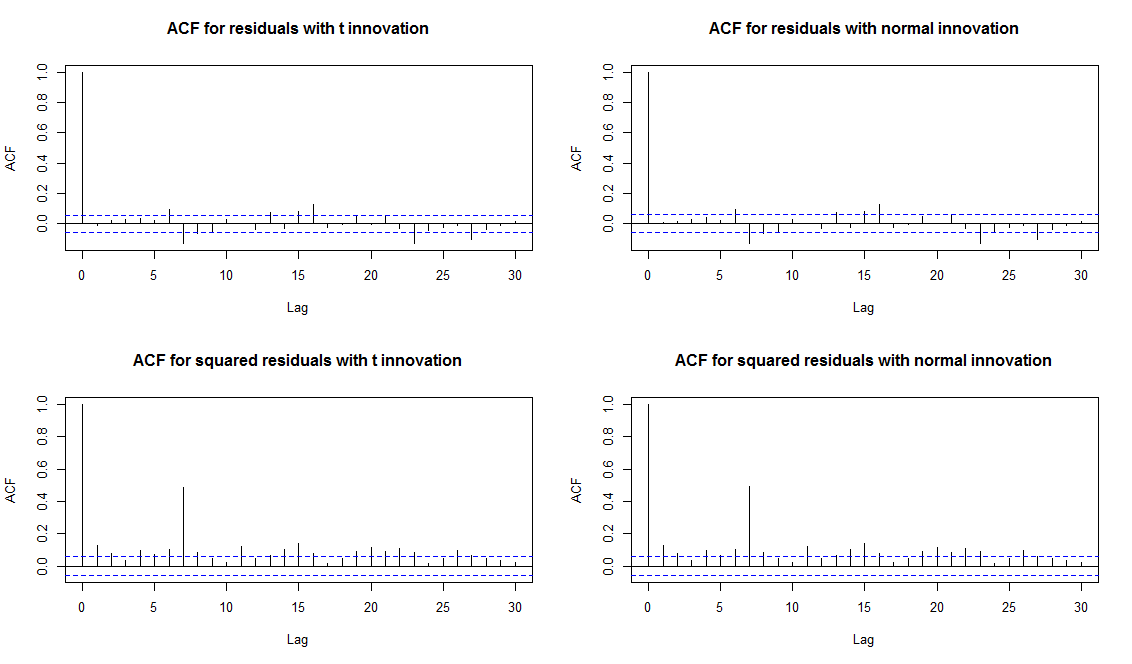 ACF for residuals with t innovation
ACF
1.0
0.8
0.6
0.4
0.2
0.0
0 5 10 15 20 25 30
Lag
ACF for residuals with normal innovation
ACF
1.0
0.8
0.6
0.4
0.2
0.0
0 5 10 15 20 25 30
Lag
ACF for squared residuals with t innovation
ACF
1.0
0.8
0.6
0.4
0.2
0.0
0 5 10 15 20 25 30
Lag
ACF for squared residuals with normal innovation
ACF
1.0
0.8
0.6
0.4
0.2
0.0
0 5 10 15 20 25 30
Lag